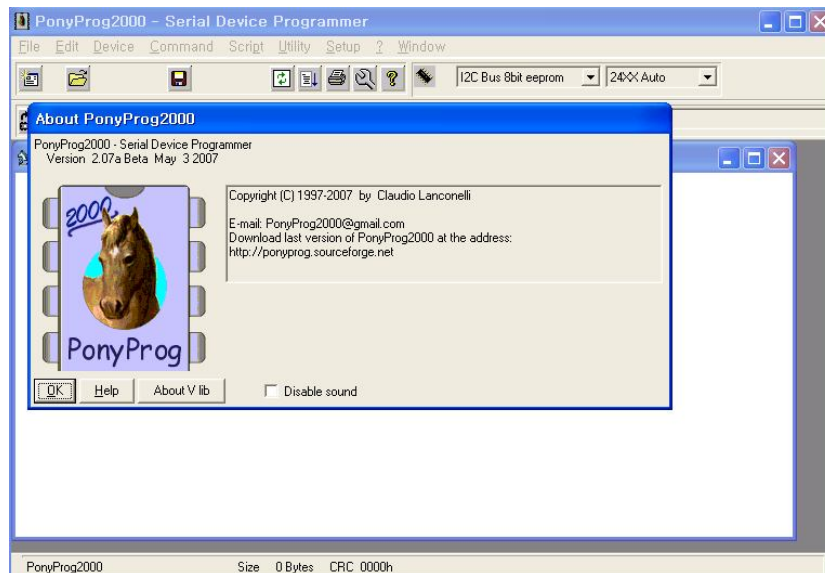 PonyProg2000 - Serial Device Programmer
File Edit Device Command Script Utility Setup ? Window
I2C Bus 8bit eeprom 24XX Auto
About PonyProg2000
PonyProg2000 - Serial Device Programmer
Version 2.07a Beta May 3 2007
Copyright (C) 1997-2007 by Claudio Lanconelli
E-mail: PonyProg2000@gmail.com
Download last version of PonyProg2000 at the address:
http://ponyprog.sourceforge.net
2000
PonyProg
OK Help About V lib Disable sound
PonyProg2000 Size 0 Bytes CRC 0000h